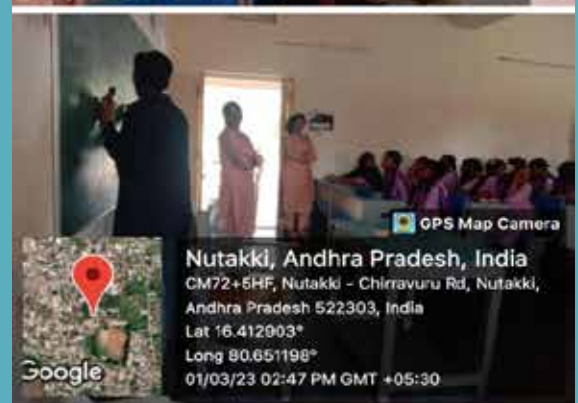 GPS Map Camera
Nutakki, Andhra Pradesh, India
CM72+5HF, Nutakki - Chirravuru Rd, Nutakki,
Andhra Pradesh 522303, India
Lat 16.412903°
Long 80.651198°
01/03/23 02:47 PM GMT +05:30
Google